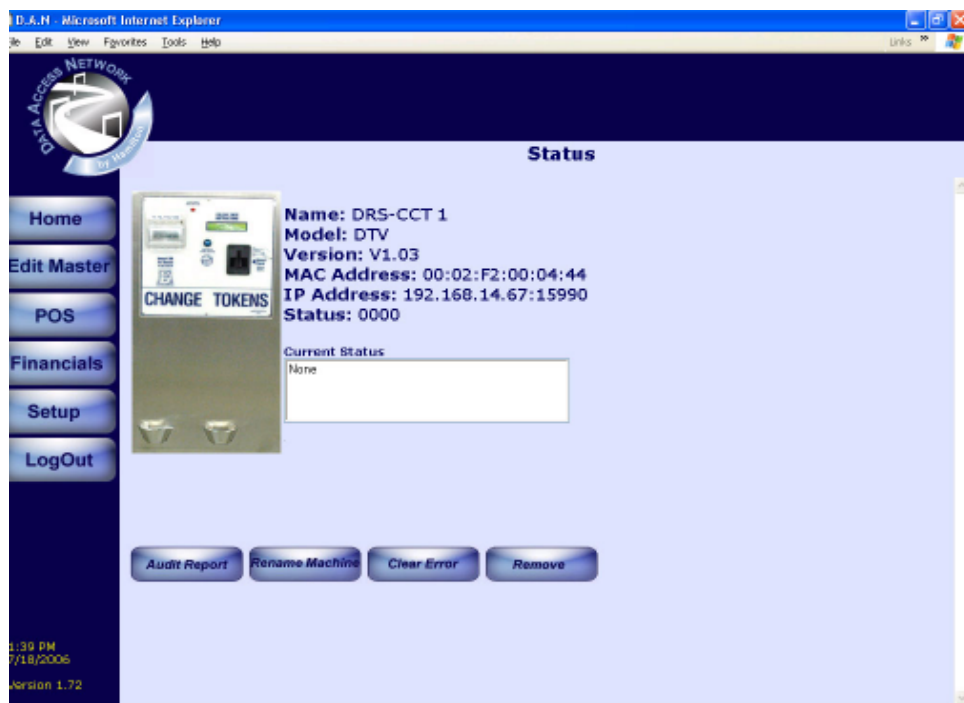 D.A.N - Microsoft Internet Explorer
File Edit View Favorites Tools Help
Links »
DATA ACCESS NETWORK
by Hamilton
Status
Home
Edit Master
POS
Financials
Setup
LogOut
CHANGE TOKENS
Name: DRS-CCT 1
Model: DTV
Version: V1.03
MAC Address: 00:02:F2:00:04:44
IP Address: 192.168.14.67:15990
Status: 0000
Current Status
None
Audit Report
Rename Machine
Clear Error
Remove
1:39 PM
7/18/2006
Version 1.72